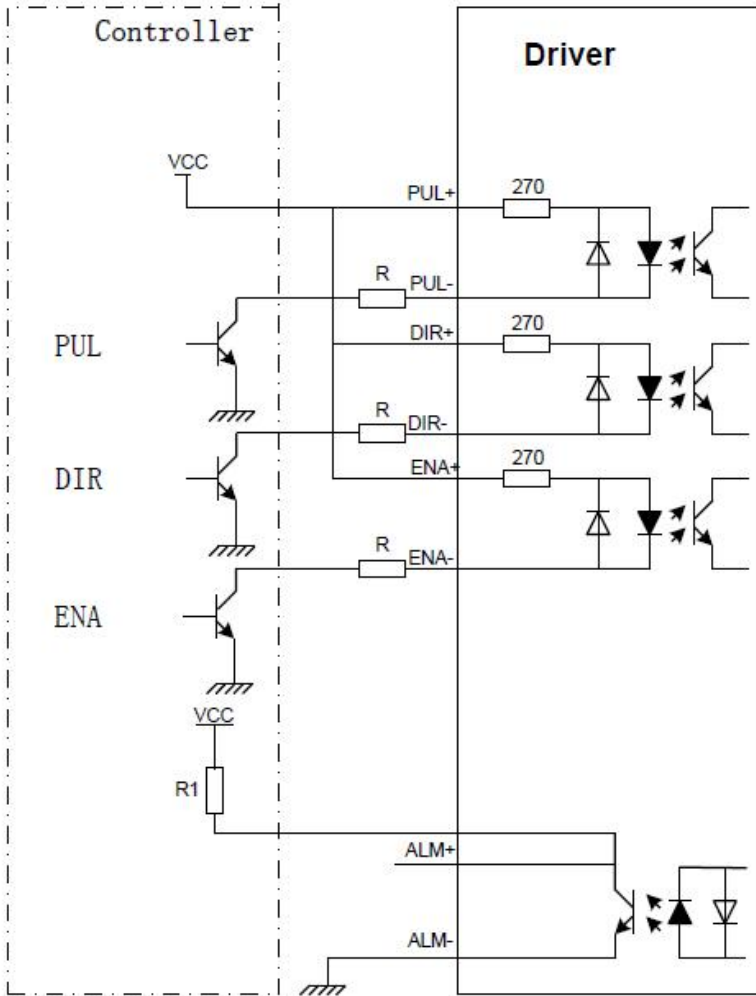 Controller
Driver
VCC
PUL+
270
R
PUL-
PUL
DIR+
270
R
DIR-
DIR
ENA+
270
R
ENA-
ENA
VCC
R1
ALM+
ALM-